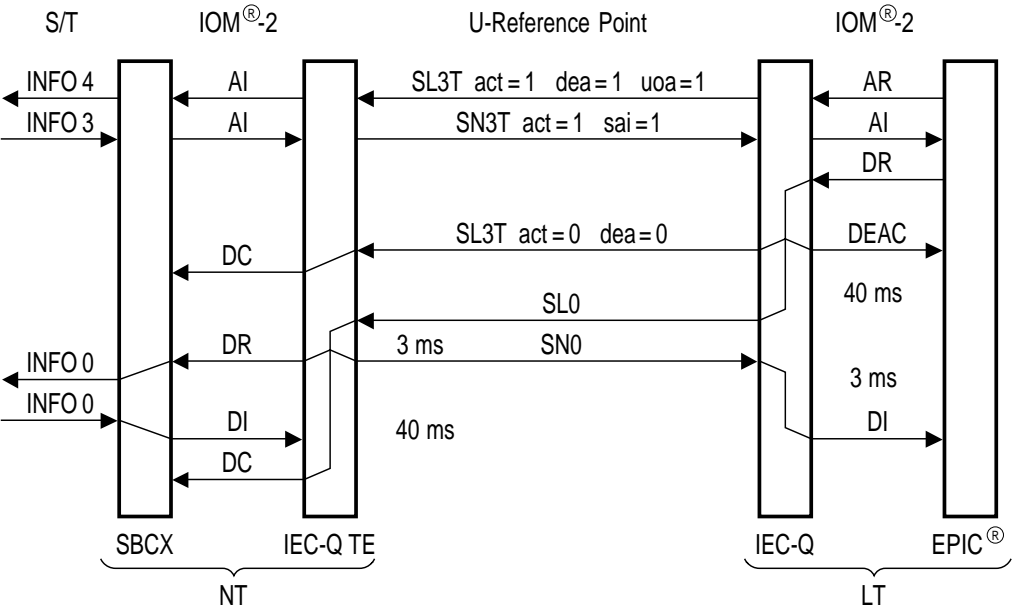 S/T IOM®-2 U-Reference Point IOM®-2
INFO 4 AI SL3T act = 1 dea = 1 uoa = 1 AR
INFO 3 AI SN3T act = 1 sai = 1 AI
DR
SL3T act = 0 dea = 0 DEAC
DC
40 ms
SL0
DR 3 ms SN0
INFO 0
3 ms
INFO 0
DI 40 ms DI
DC
SBCX IEC-Q TE IEC-Q EPIC®
NT LT